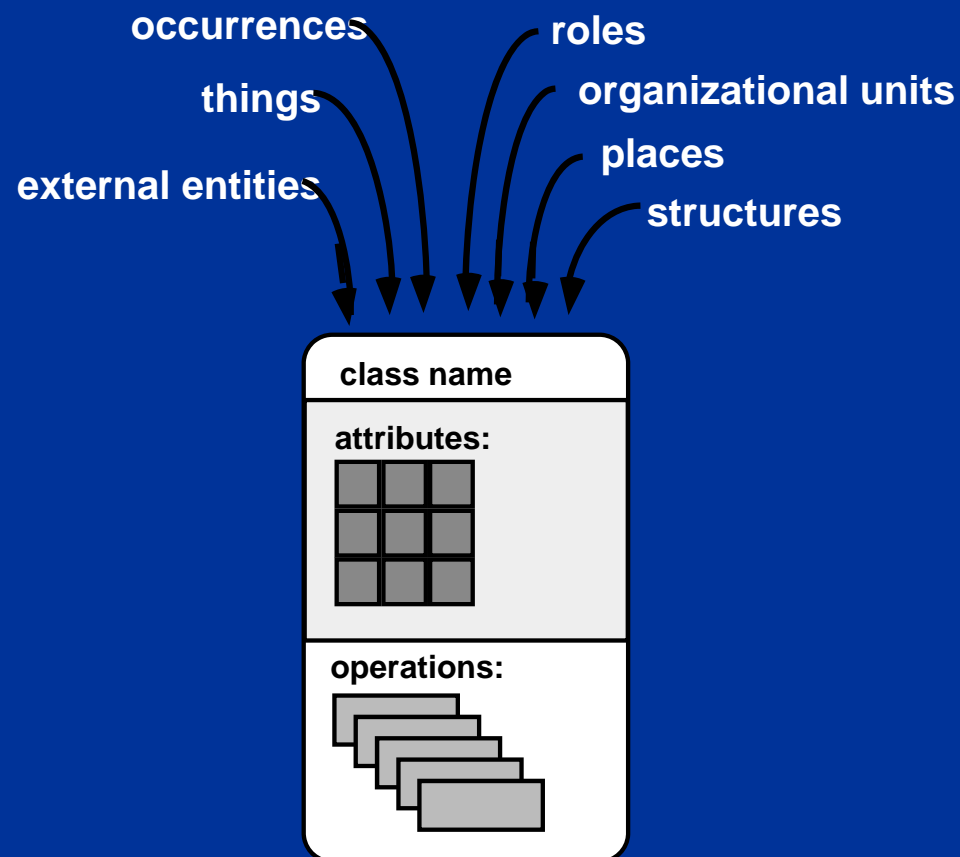 occurrences
roles
things
organizational units
places
external entities
structures
class name
attributes:
operations: